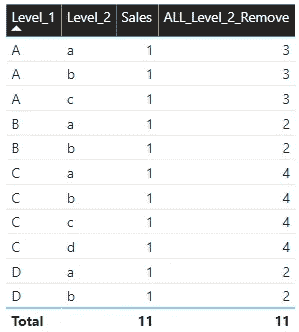 Level_1 Level_2 Sales ALL_Level_2_Remove
A a 1 3
A b 1 3
A c 1 3
B a 1 2
B b 1 2
C a 1 4
C b 1 4
C c 1 4
C d 1 4
D a 1 2
D b 1 2
Total 11 11